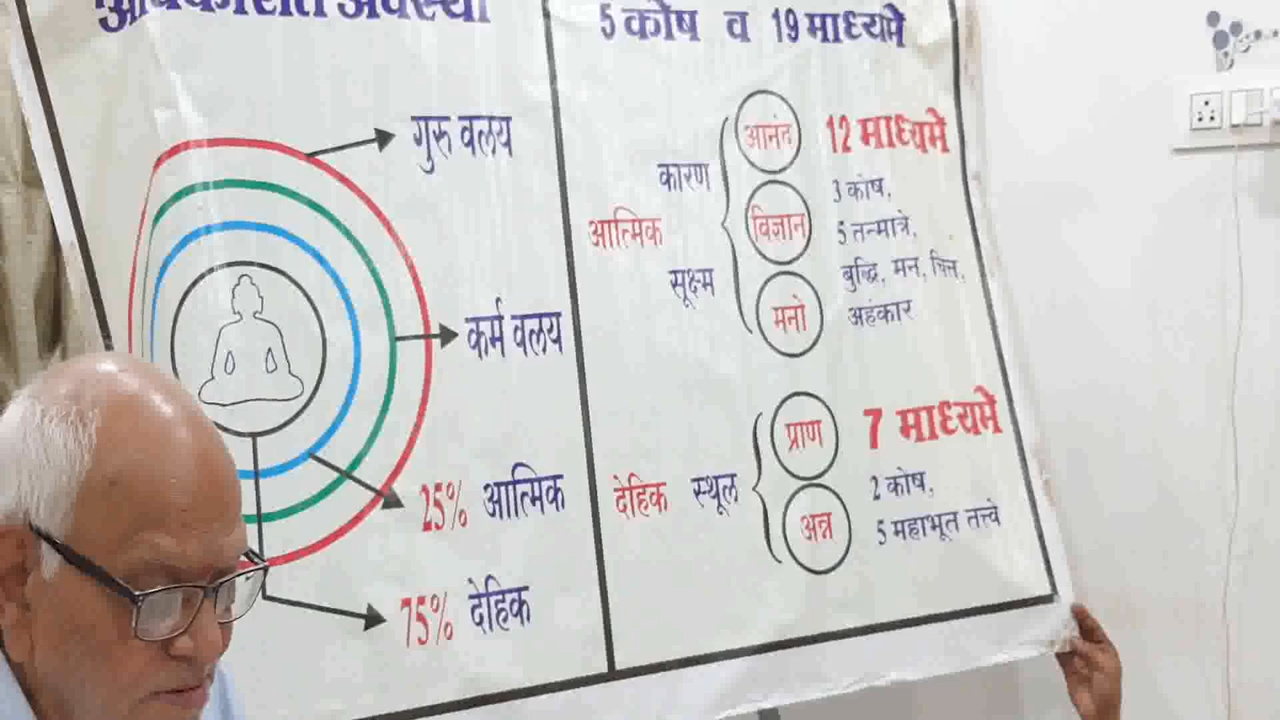 अवस्था
गुरु वलय
कर्म वलय
25% आत्मिक
75% देहिक
5 कोष व 19 माध्यमे
कारण
आत्मिक
सूक्ष्म
आनंद
विज्ञान
मनो
12 माध्यमे
3 कोष,
5 तन्मात्रे,
बुद्धि, मन, चित्त,
अहंकार
देहिक स्थूल
प्राण
अन्न
7 माध्यमे
2 कोष,
5 महाभूत तत्त्वे